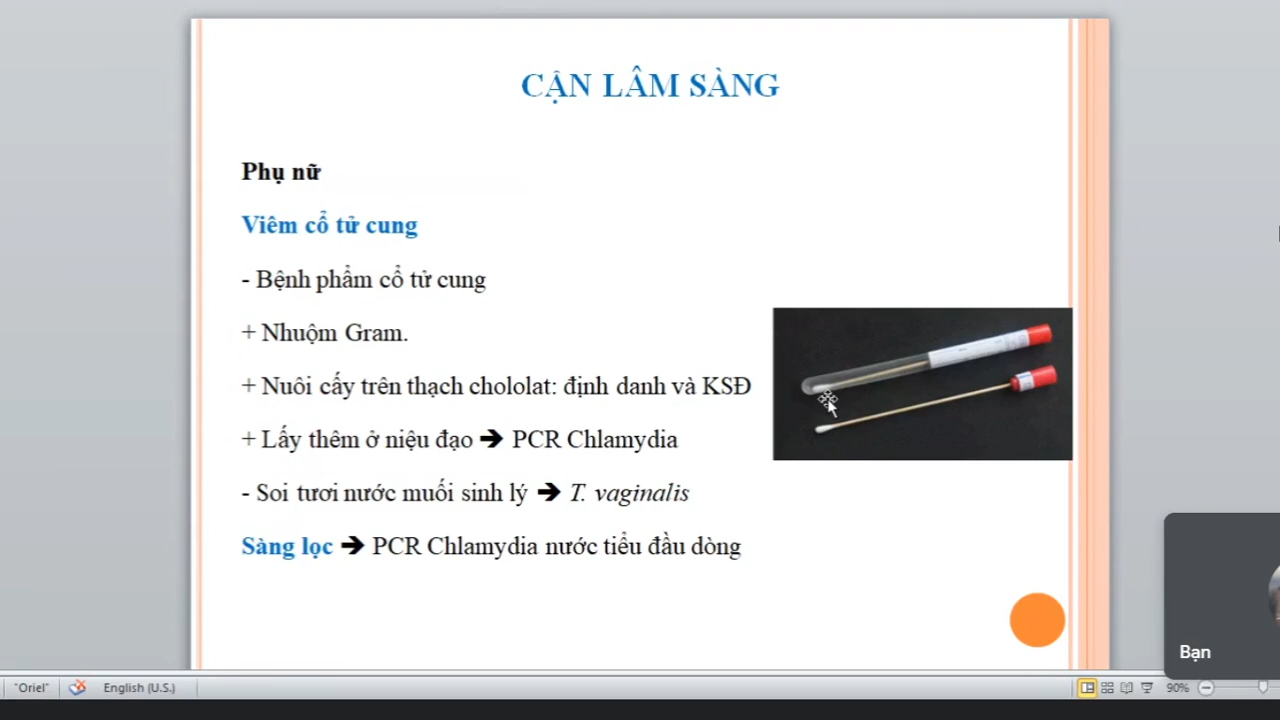 CẬN LÂM SÀNG
Phụ nữ
Viêm cổ tử cung
- Bệnh phẩm cổ tử cung
+ Nhuộm Gram.
+ Nuôi cấy trên thạch chololat: định danh và KSĐ
+ Lấy thêm ở niệu đạo ➔ PCR Chlamydia
- Soi tươi nước muối sinh lý ➔ T. vaginalis
Sàng lọc ➔ PCR Chlamydia nước tiểu đầu dòng
Bạn
"Oriel" English (U.S.) 90%